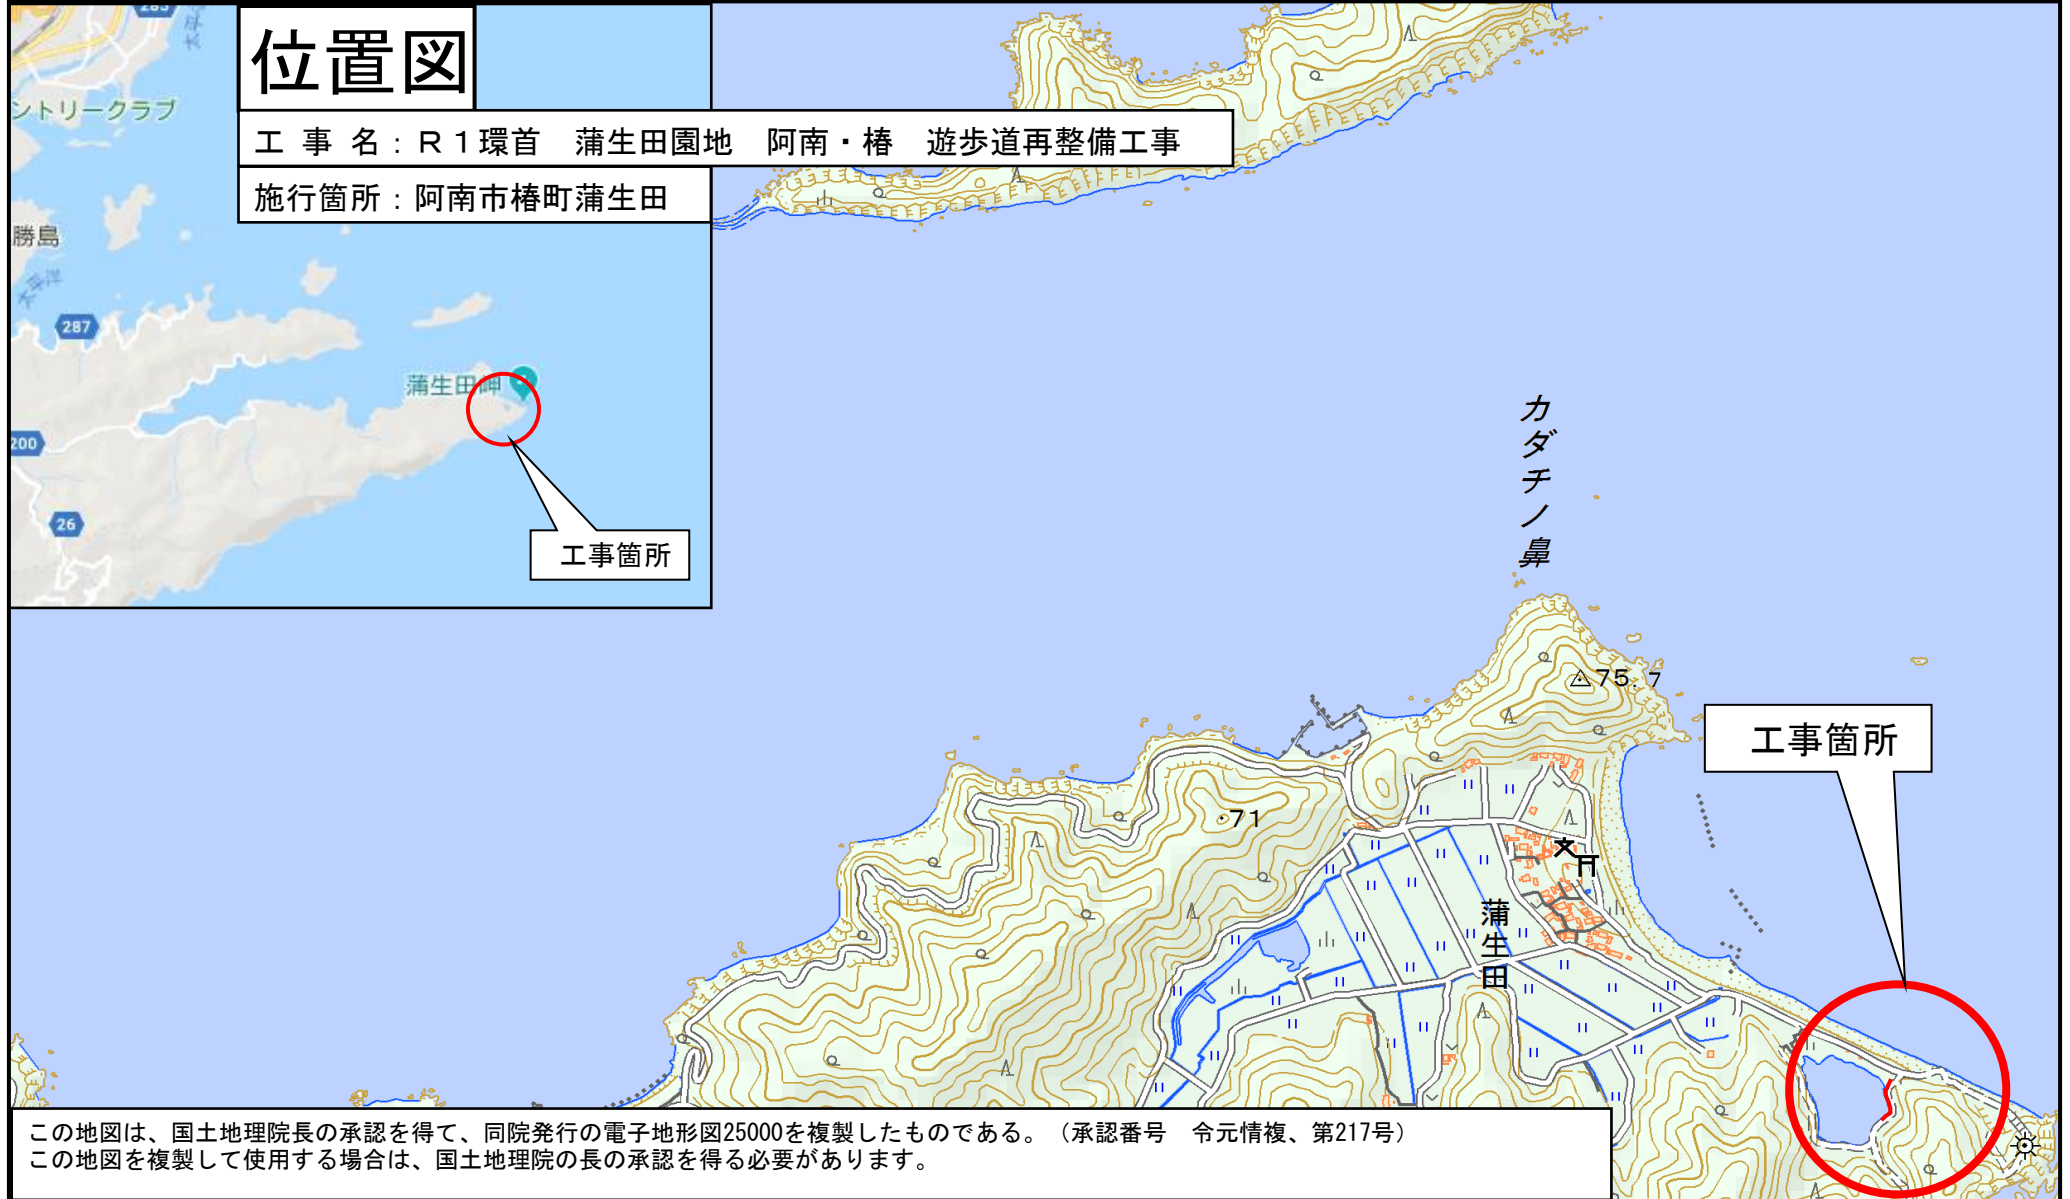 位置図
工 事 名：Ｒ１環首　蒲生田園地　阿南・椿　遊歩道再整備工事
施行箇所：阿南市椿町蒲生田
ントリークラブ
勝島
太平洋
287
蒲生田岬
200
26
工事箇所
カダチノ鼻
75.7
71
工事箇所
蒲生田
この地図は、国土地理院長の承認を得て、同院発行の電子地形図25000を複製したものである。（承認番号　令元情複、第217号）
この地図を複製して使用する場合は、国土地理院の長の承認を得る必要があります。